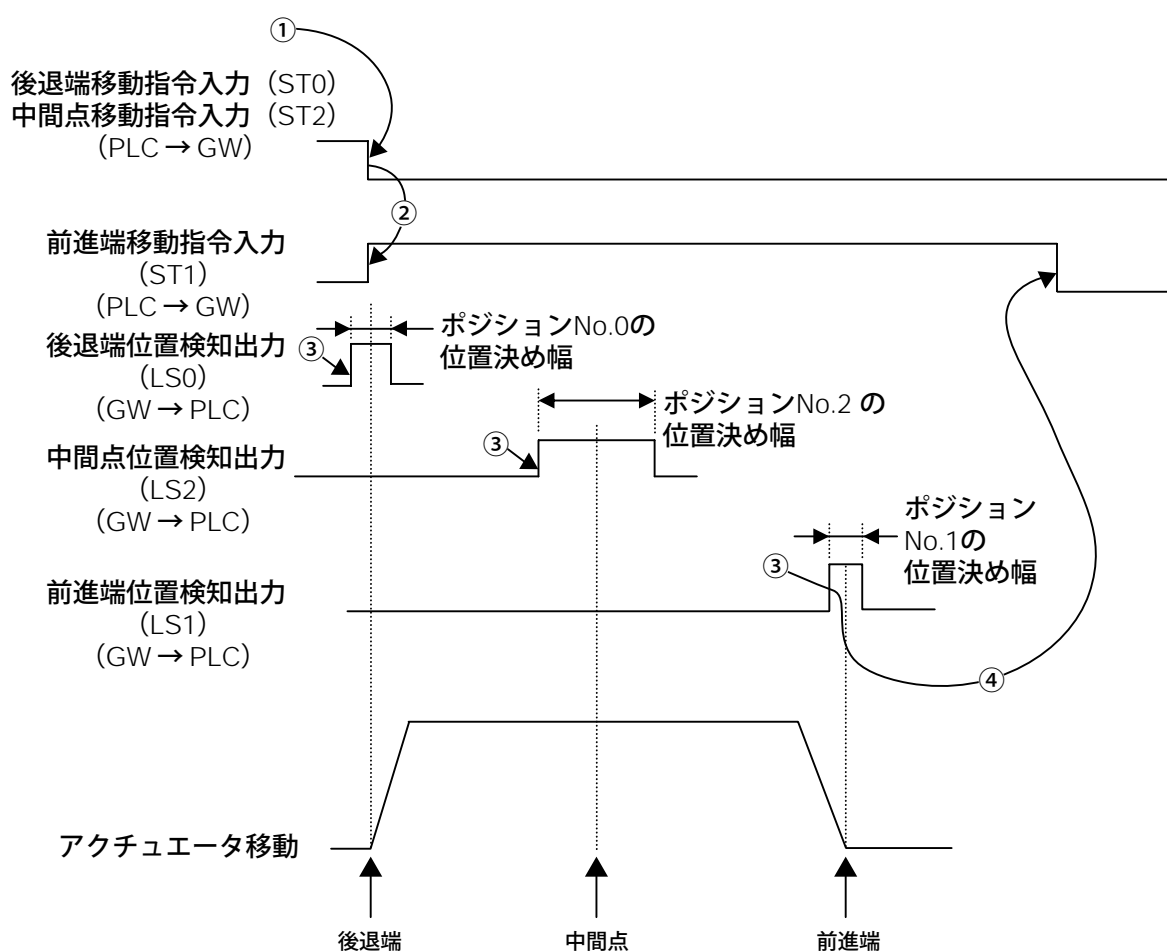 ①
後退端移動指令入力（ST0）
中間点移動指令入力（ST2）
（PLC → GW）
②
前進端移動指令入力
（ST1）
（PLC → GW）
ポジションNo.0の
位置決め幅
③
後退端位置検知出力
（LS0）
（GW → PLC）
ポジションNo.2 の
位置決め幅
③
中間点位置検知出力
（LS2）
（GW → PLC）
ポジション
No.1の
位置決め幅
③
前進端位置検知出力
（LS1）
（GW → PLC）
④
アクチュエータ移動
後退端
中間点
前進端